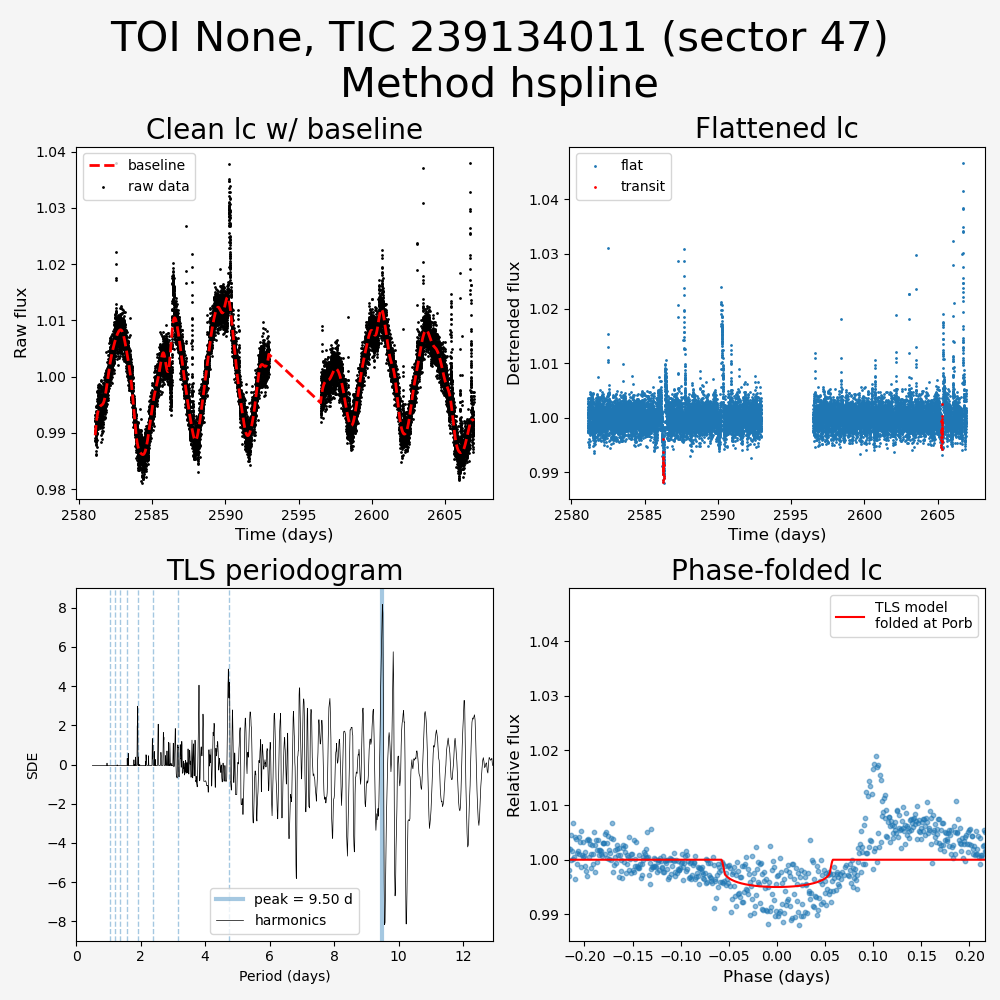 TOI None, TIC 239134011 (sector 47)
Method hspline
Clean lc w/ baseline
1.04
1.03
1.02
1.01
1.00
0.99
0.98
Raw flux
baseline
raw data
2580
2585
2590
2595
2600
2605
Time (days)
Flattened lc
1.04
1.03
1.02
1.01
1.00
0.99
Detrended flux
flat
transit
2580
2585
2590
2595
2600
2605
Time (days)
TLS periodogram
8
6
4
2
0
−2
−4
−6
−8
SDE
peak = 9.50 d
harmonics
0
2
4
6
8
10
12
Period (days)
Phase-folded lc
1.04
1.03
1.02
1.01
1.00
0.99
Relative flux
TLS model
folded at Porb
−0.20
−0.15
−0.10
−0.05
0.00
0.05
0.10
0.15
0.20
Phase (days)